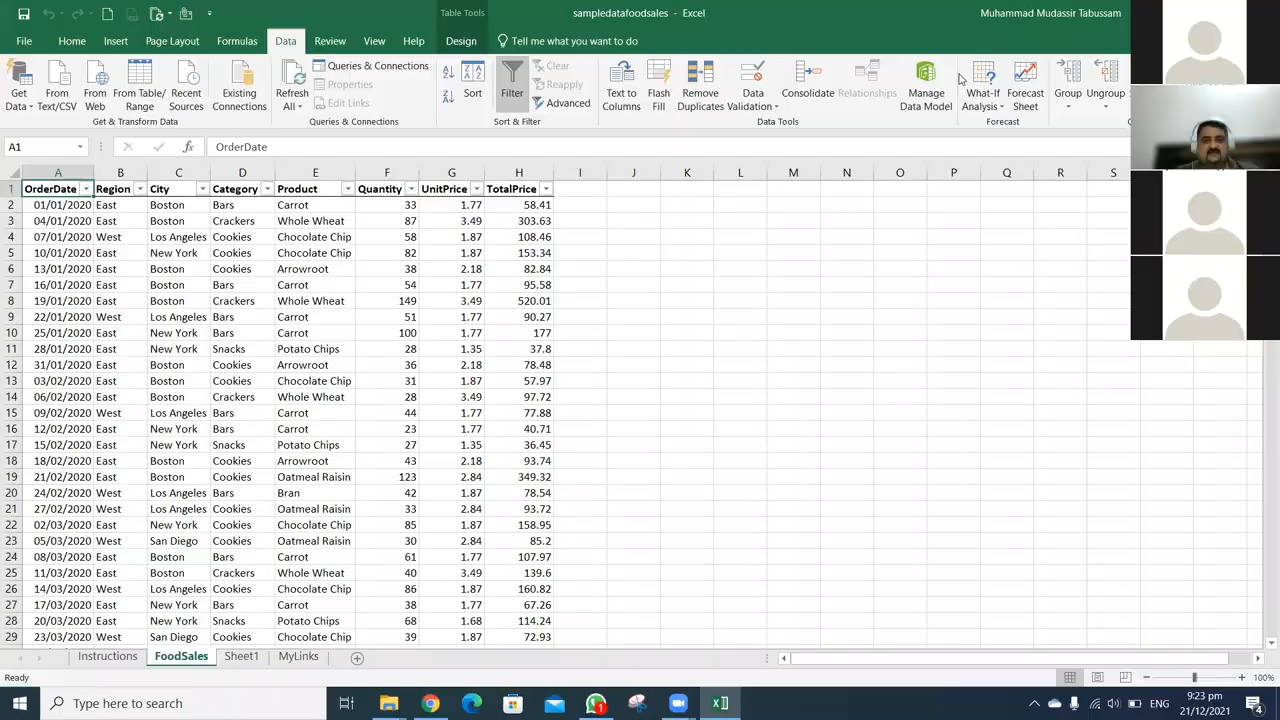 Table Tools
sampledatafoodsales - Excel
Muhammad Mudassir Tabussam
File Home Insert Page Layout Formulas Data Review View Help Design Tell me what you want to do
Get Data From Text/CSV From Web From Table/ Range Recent Sources Existing Connections
Refresh All Queries & Connections Properties Edit Links
Sort Filter Clear Reapply Advanced
Text to Columns Flash Fill Remove Duplicates Data Validation Consolidate Relationships Manage Data Model
What-If Analysis Forecast Sheet Group Ungroup
Get & Transform Data Queries & Connections Sort & Filter Data Tools Forecast
A1 fx OrderDate
A B C D E F G H I J K L M N O P Q R S
1 OrderDate Region City Category Product Quantity UnitPrice TotalPrice
2 01/01/2020 East Boston Bars Carrot 33 1.77 58.41
3 04/01/2020 East Boston Crackers Whole Wheat 87 3.49 303.63
4 07/01/2020 West Los Angeles Cookies Chocolate Chip 58 1.87 108.46
5 10/01/2020 East New York Cookies Chocolate Chip 82 1.87 153.34
6 13/01/2020 East Boston Cookies Arrowroot 38 2.18 82.84
7 16/01/2020 East Boston Bars Carrot 54 1.77 95.58
8 19/01/2020 East Boston Crackers Whole Wheat 149 3.49 520.01
9 22/01/2020 West Los Angeles Bars Carrot 51 1.77 90.27
10 25/01/2020 East New York Bars Carrot 100 1.77 177
11 28/01/2020 East New York Snacks Potato Chips 28 1.35 37.8
12 31/01/2020 East Boston Cookies Arrowroot 36 2.18 78.48
13 03/02/2020 East Boston Cookies Chocolate Chip 31 1.87 57.97
14 06/02/2020 East Boston Crackers Whole Wheat 28 3.49 97.72
15 09/02/2020 West Los Angeles Bars Carrot 44 1.77 77.88
16 12/02/2020 East New York Bars Carrot 23 1.77 40.71
17 15/02/2020 East New York Snacks Potato Chips 27 1.35 36.45
18 18/02/2020 East Boston Cookies Arrowroot 43 2.18 93.74
19 21/02/2020 East Boston Cookies Oatmeal Raisin 123 2.84 349.32
20 24/02/2020 West Los Angeles Bars Bran 42 1.87 78.54
21 27/02/2020 West Los Angeles Cookies Oatmeal Raisin 33 2.84 93.72
22 02/03/2020 East New York Cookies Chocolate Chip 85 1.87 158.95
23 05/03/2020 West San Diego Cookies Oatmeal Raisin 30 2.84 85.2
24 08/03/2020 East Boston Bars Carrot 61 1.77 107.97
25 11/03/2020 East Boston Crackers Whole Wheat 40 3.49 139.6
26 14/03/2020 West Los Angeles Cookies Chocolate Chip 86 1.87 160.82
27 17/03/2020 East New York Bars Carrot 38 1.77 67.26
28 20/03/2020 East New York Snacks Potato Chips 68 1.68 114.24
29 23/03/2020 West San Diego Cookies Chocolate Chip 39 1.87 72.93
Instructions FoodSales Sheet1 MyLinks
Ready 100%
Type here to search
1
ENG
9:23 pm
21/12/2021
4